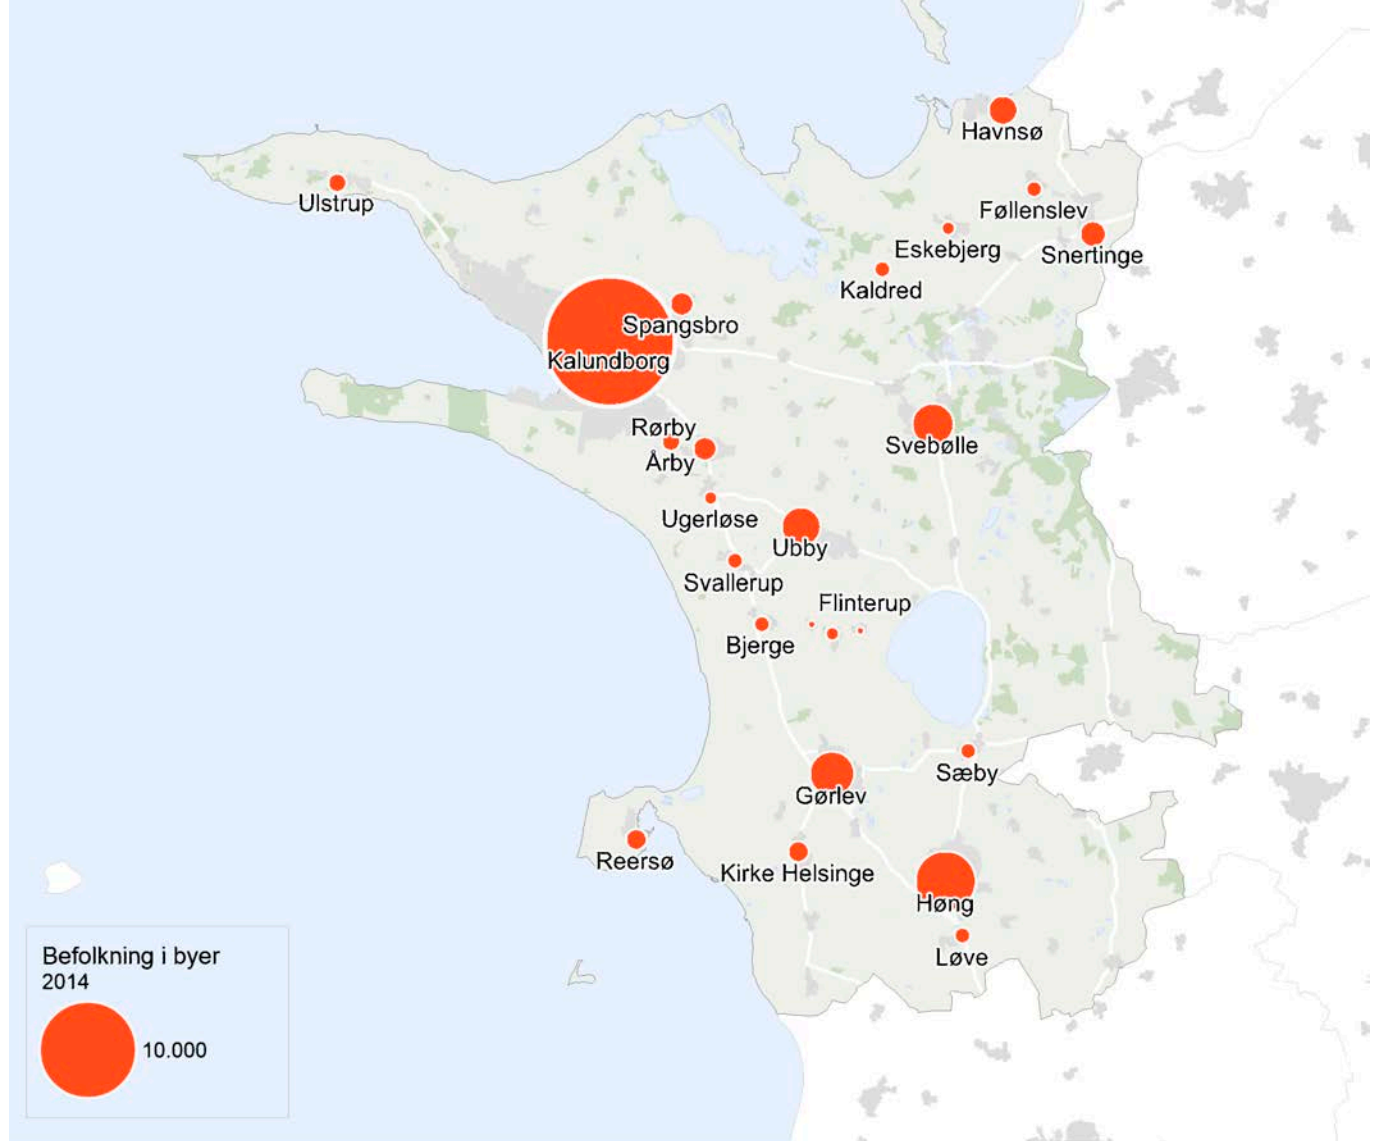 Havnsø
Ulstrup
Føllenslev
Eskebjerg
Snertinge
Kaldred
Spangsbro
Kalundborg
Rørby
Svebølle
Årby
Ugerløse
Ubby
Svallerup
Flinterup
Bjerge
Sæby
Gørlev
Reersø
Kirke Helsinge
Høng
Løve
Befolkning i byer
2014
10.000